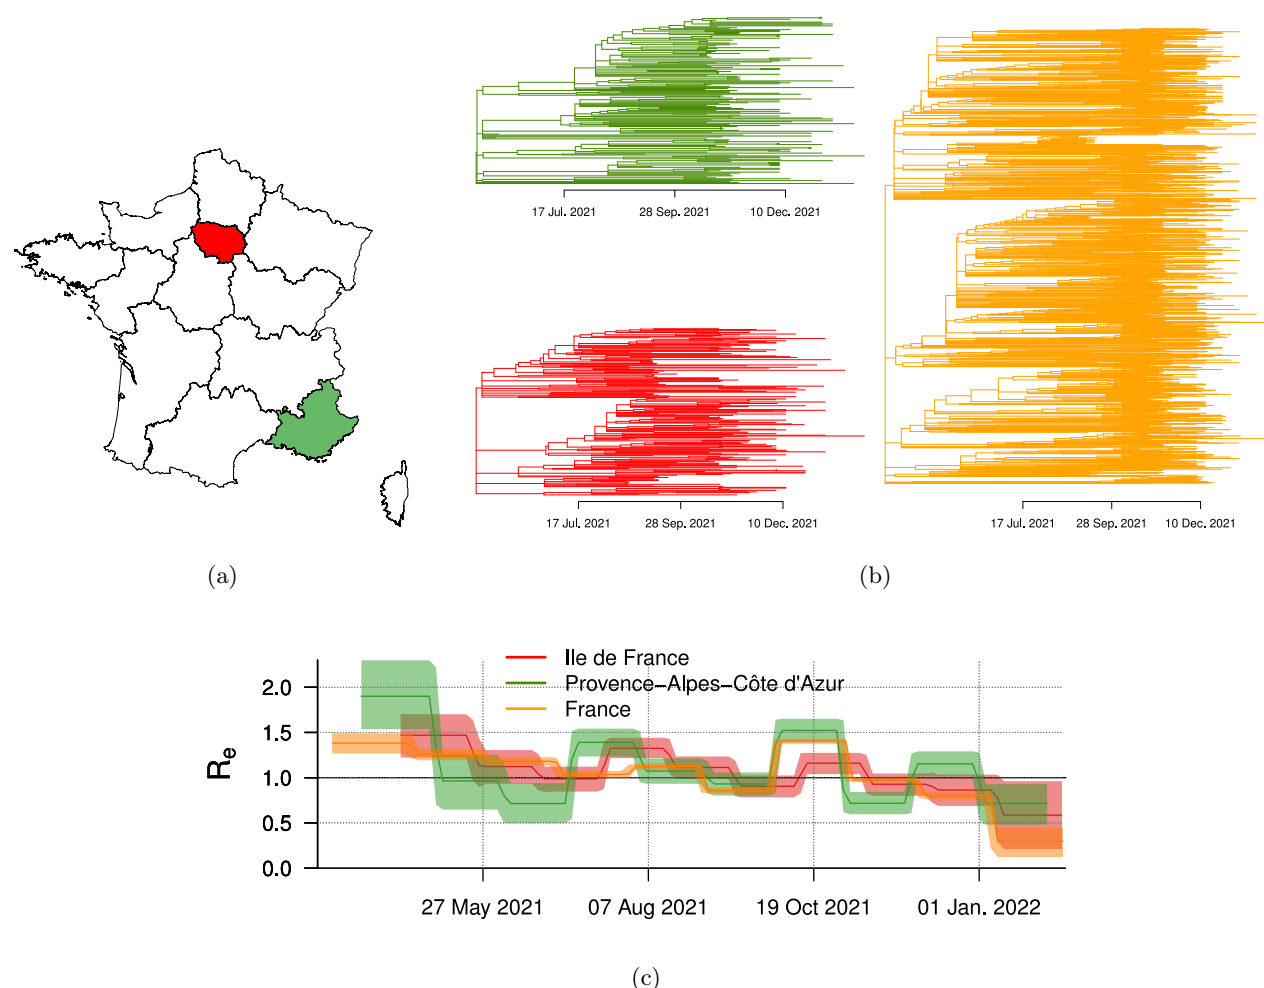 17 Jul. 2021 28 Sep. 2021 10 Dec. 2021
17 Jul. 2021 28 Sep. 2021 10 Dec. 2021
17 Jul. 2021 28 Sep. 2021 10 Dec. 2021
(a)
(b)
Ile de France
Provence−Alpes−Côte d'Azur
France
Re
2.0
1.5
1.0
0.5
0.0
27 May 2021 07 Aug 2021 19 Oct 2021 01 Jan. 2022
(c)